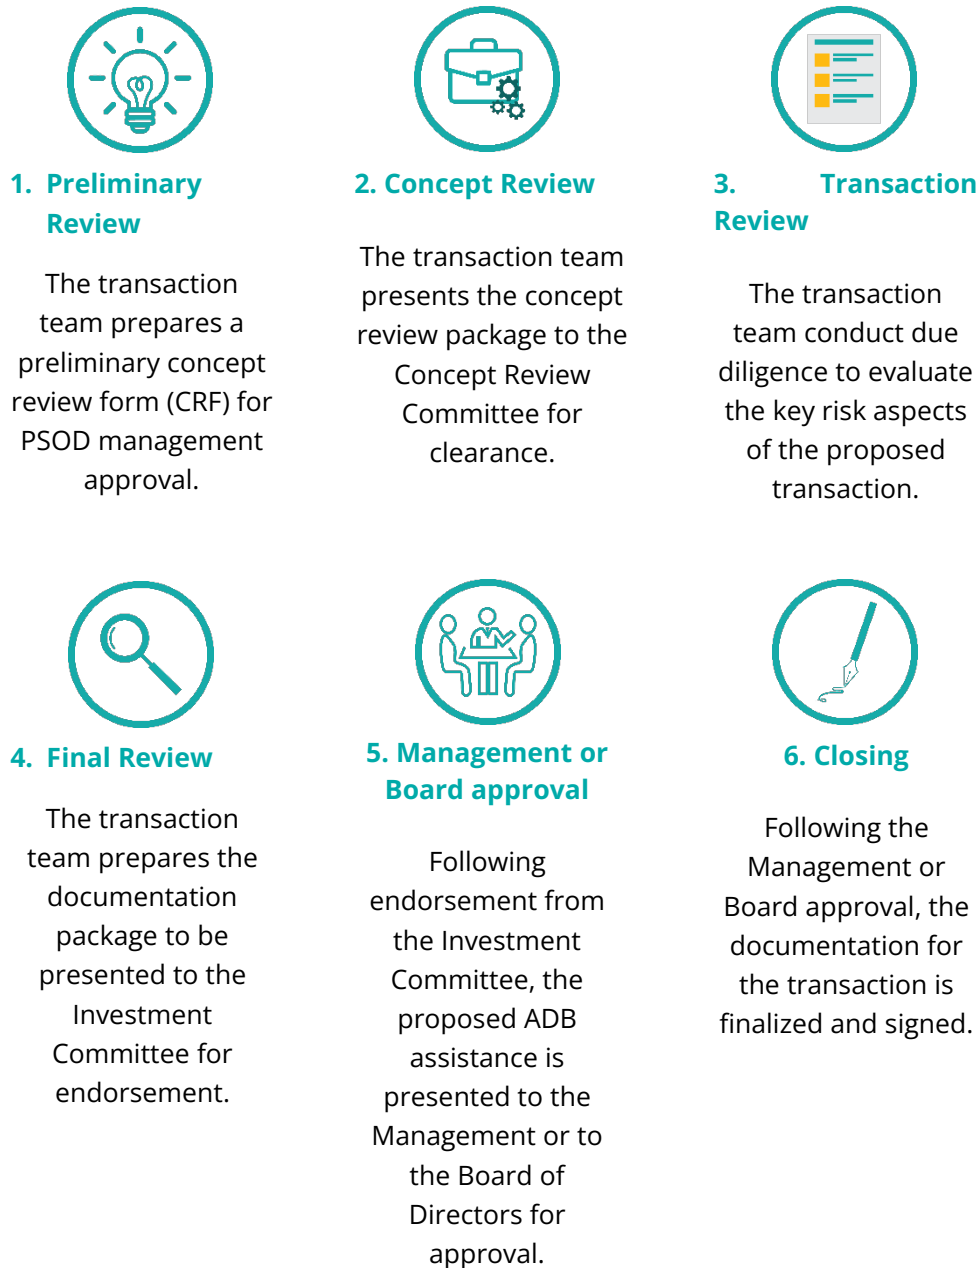 1. Preliminary
Review
The transaction
team prepares a
preliminary concept
review form (CRF) for
PSOD management
approval.
2. Concept Review
The transaction team
presents the concept
review package to the
Concept Review
Committee for
clearance.
3. Transaction
Review
The transaction
team conduct due
diligence to evaluate
the key risk aspects
of the proposed
transaction.
4. Final Review
The transaction
team prepares the
documentation
package to be
presented to the
Investment
Committee for
endorsement.
5. Management or
Board approval
Following
endorsement from
the Investment
Committee, the
proposed ADB
assistance is
presented to the
Management or to
the Board of
Directors for
approval.
6. Closing
Following the
Management or
Board approval, the
documentation for
the transaction is
finalized and signed.